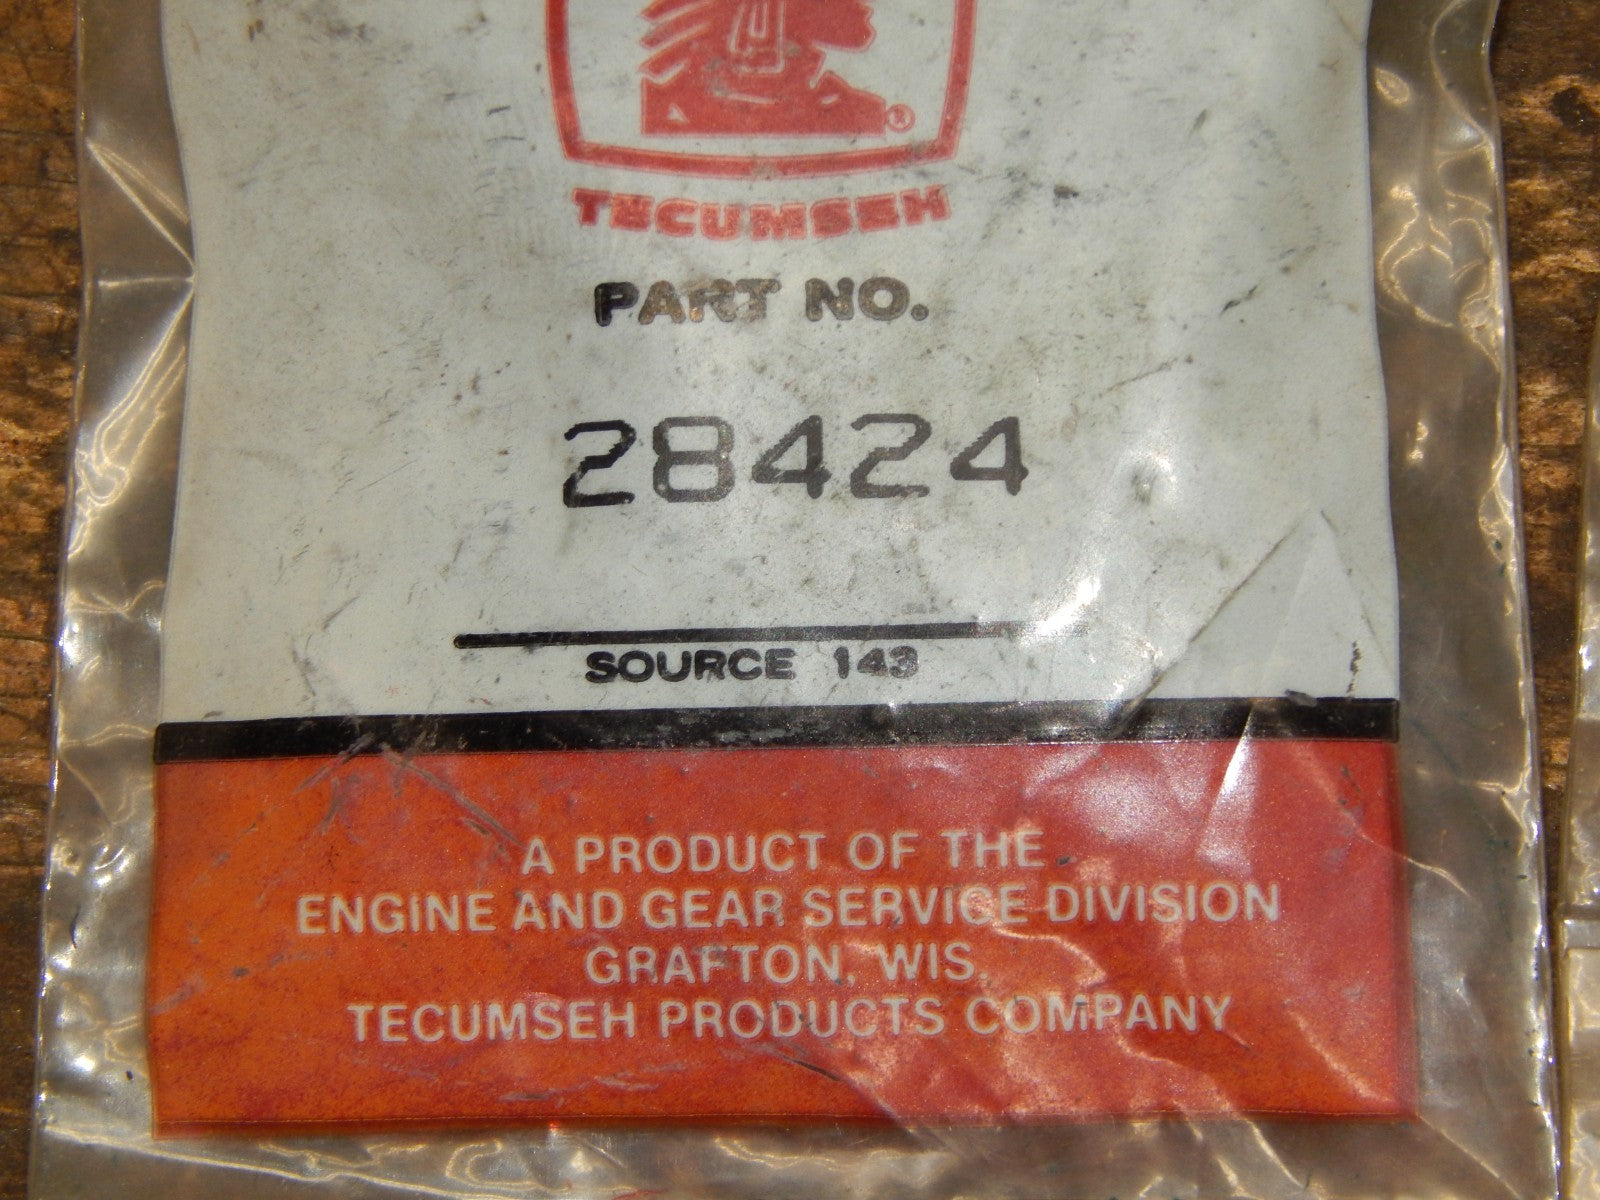 ®
TECUMSEH
PART NO.
28424
SOURCE 143
A PRODUCT OF THE
ENGINE AND GEAR SERVICE DIVISION
GRAFTON, WIS.
TECUMSEH PRODUCTS COMPANY